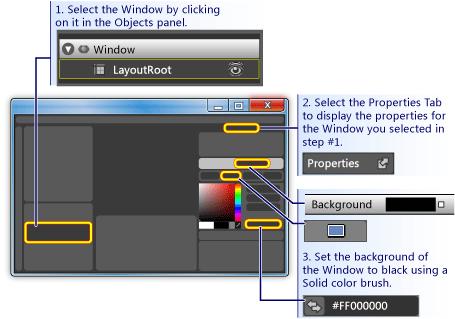 1. Select the Window by clicking
on it in the Objects panel.
Window
LayoutRoot
X
2. Select the Properties Tab
to display the properties for
the Window you selected in
step #1.
Properties
Background
3. Set the background of
the Window to black using a
Solid color brush.
#FF000000